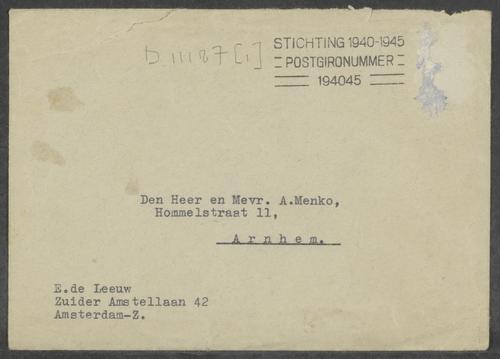 D 11187 [1]
STICHTING 1940-1945
POSTGIRONUMMER
194045
Den Heer en Mevr. A.Menko,
Hommelstraat 11,
Arnhem.
E.de Leeuw
Zuider Amstellaan 42
Amsterdam-Z.